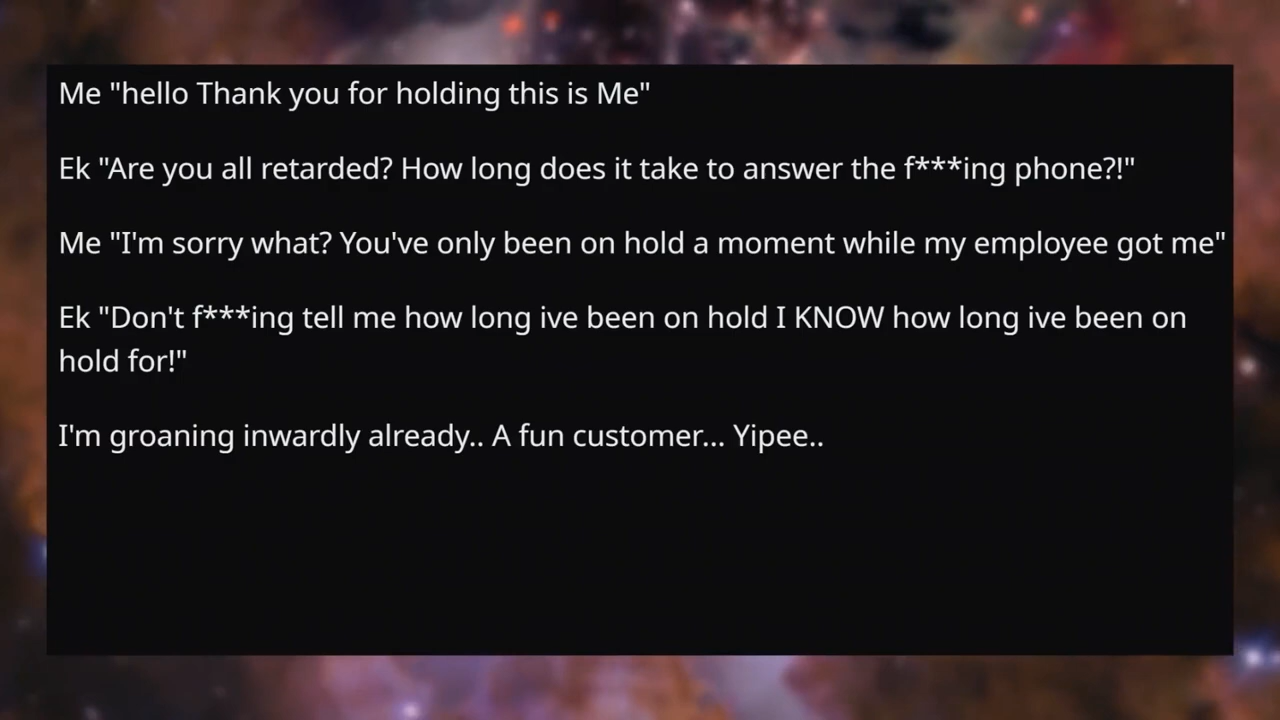 Me "hello Thank you for holding this is Me"
Ek "Are you all retarded? How long does it take to answer the f***ing phone?!"
Me "I'm sorry what? You've only been on hold a moment while my employee got me"
Ek "Don't f***ing tell me how long ive been on hold I KNOW how long ive been on
hold for!"
I'm groaning inwardly already.. A fun customer... Yipee..